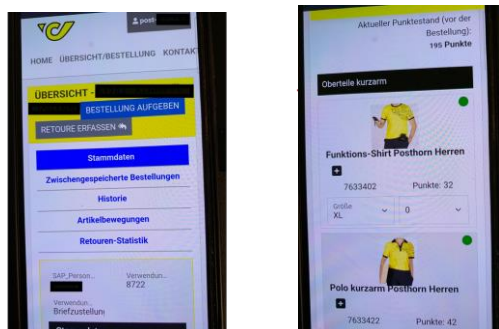 post
HOME ÜBERSICHT/BESTELLUNG KONTAK
ÜBERSICHT -
BESTELLUNG AUFGEBEN
RETOURE ERFASSEN
Stammdaten
Zwischengespeicherte Bestellungen
Historie
Artikelbewegungen
Retouren-Statistik
SAP_Person...
Verwendun...
8722
Verwendun...
Briefzustellung
Aktueller Punktestand (vor der
Bestellung):
195 Punkte
Oberteile kurzarm
Funktions-Shirt Posthorn Herren
7633402 Punkte: 32
Größe
XL 0
Polo kurzarm Posthorn Herren
7633422 Punkte: 42